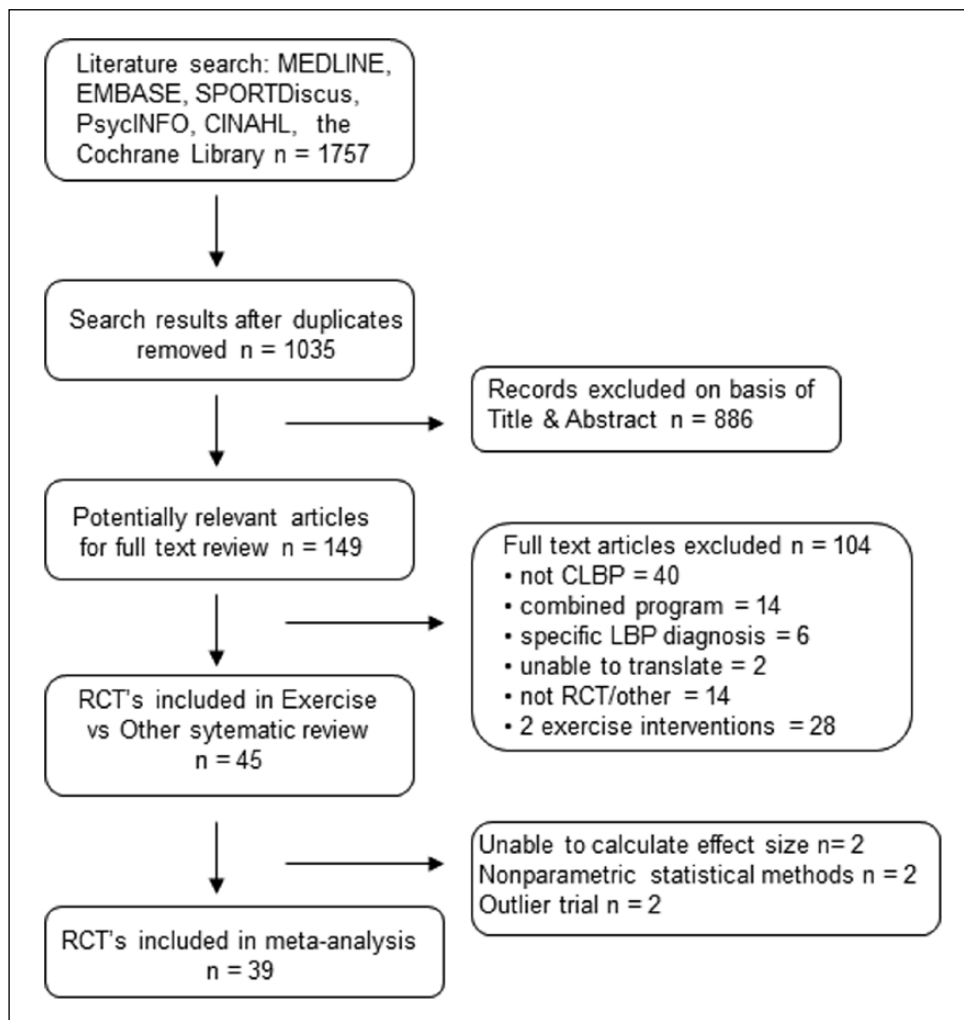 Literature search: MEDLINE,
EMBASE, SPORTDiscus,
PsycINFO, CINAHL, the
Cochrane Library n = 1757
Search results after duplicates
removed n = 1035
Records excluded on basis of
Title & Abstract n = 886
Potentially relevant articles
for full text review n = 149
Full text articles excluded n = 104
• not CLBP = 40
• combined program = 14
• specific LBP diagnosis = 6
• unable to translate = 2
• not RCT/other = 14
• 2 exercise interventions = 28
RCT's included in Exercise
vs Other sytematic review
n = 45
Unable to calculate effect size n= 2
Nonparametric statistical methods n = 2
Outlier trial n = 2
RCT's included in meta-analysis
n = 39